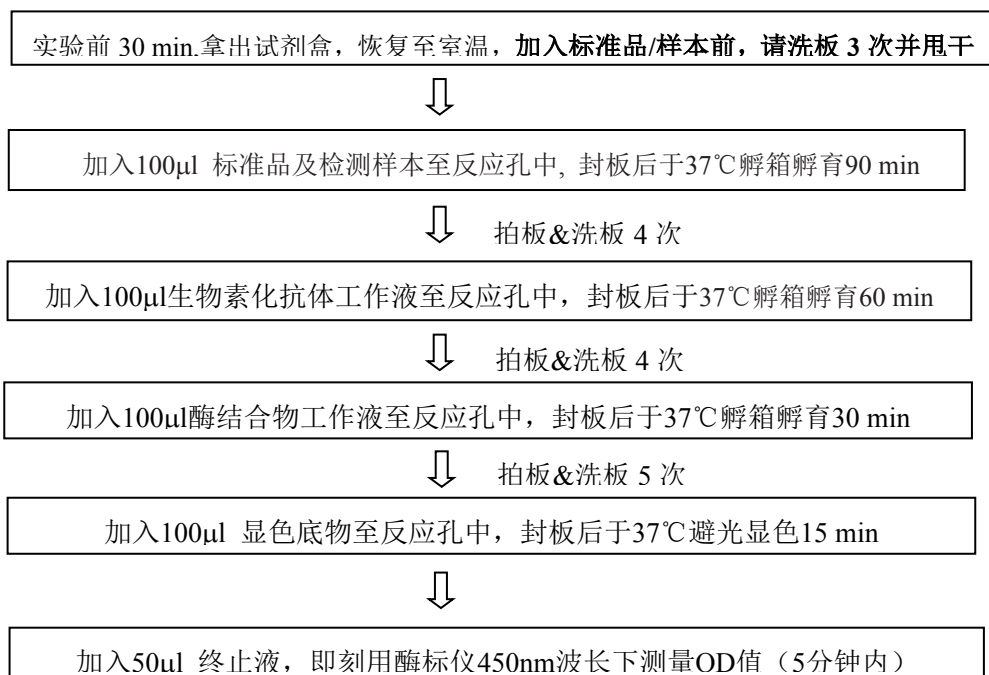 实验前 30 min.拿出试剂盒，恢复至室温，加入标准品/样本前，请洗板 3 次并甩干
加入100μl 标准品及检测样本至反应孔中, 封板后于37℃孵箱孵育90 min
拍板&洗板 4 次
加入100μl生物素化抗体工作液至反应孔中，封板后于37℃孵箱孵育60 min
拍板&洗板 4 次
加入100μl酶结合物工作液至反应孔中，封板后于37℃孵箱孵育30 min
拍板&洗板 5 次
加入100μl 显色底物至反应孔中，封板后于37℃避光显色15 min
加入50μl 终止液，即刻用酶标仪450nm波长下测量OD值（5分钟内）